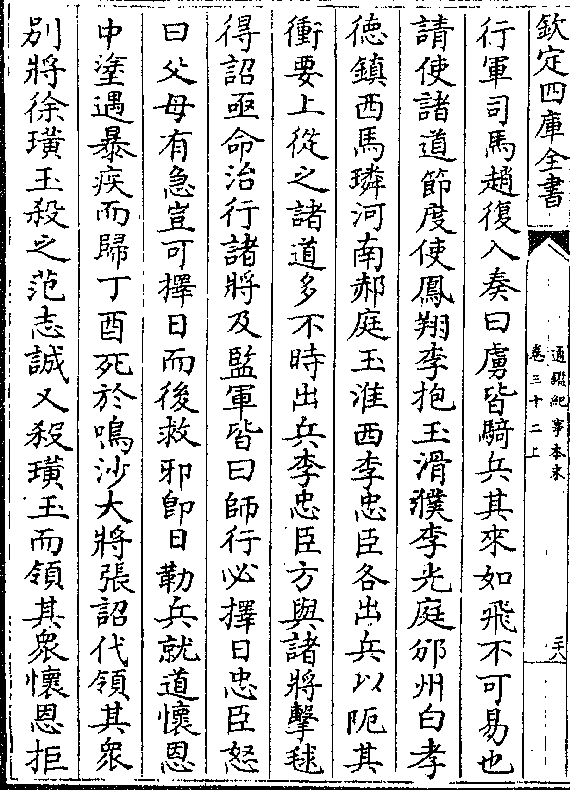 欽定四庫全書
通鑑紀事本末
卷三十二上
二六
行軍司馬趙復入奏曰虜皆騎兵其來如飛不可易也
請使諸道節度使鳳翔李抱玉滑濮李光庭邠州白孝
德鎮西馬璘河南郝庭玉淮西李忠臣各出兵以阨其
衝要上從之諸道多不時出兵李忠臣方與諸將擊毬
得詔亟命治行諸將及監軍皆曰師行必擇日忠臣怒
曰父母有急豈可擇日而後救邪卽日勒兵就道懷恩
中塗遇暴疾而歸丁酉死於鳴沙大將張詔代領其衆
別將徐璜玉殺之范志誠又殺璜玉而領其衆懷恩拒